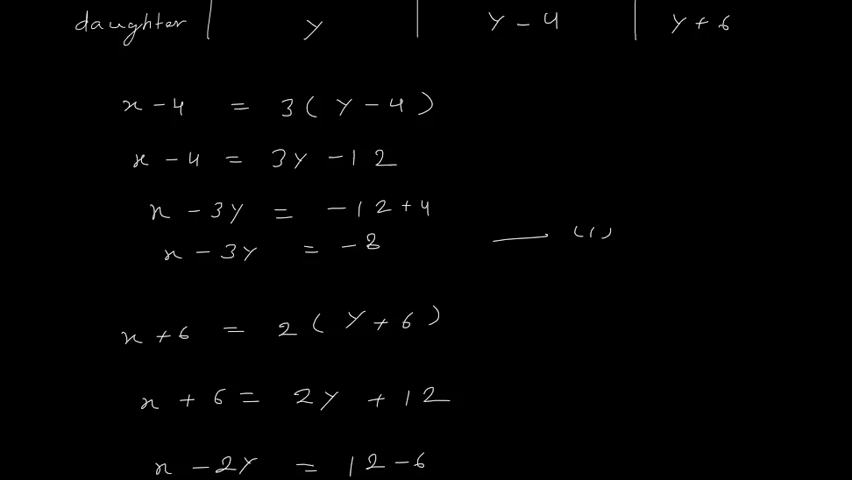 daughter | y | y - 4 | y + 6
x - 4 = 3 ( y - 4 )
x - 4 = 3y - 12
x - 3y = -12 + 4
x - 3y = -8 —— (1)
x + 6 = 2 ( y + 6 )
x + 6 = 2y + 12
x - 2y = 12 - 6